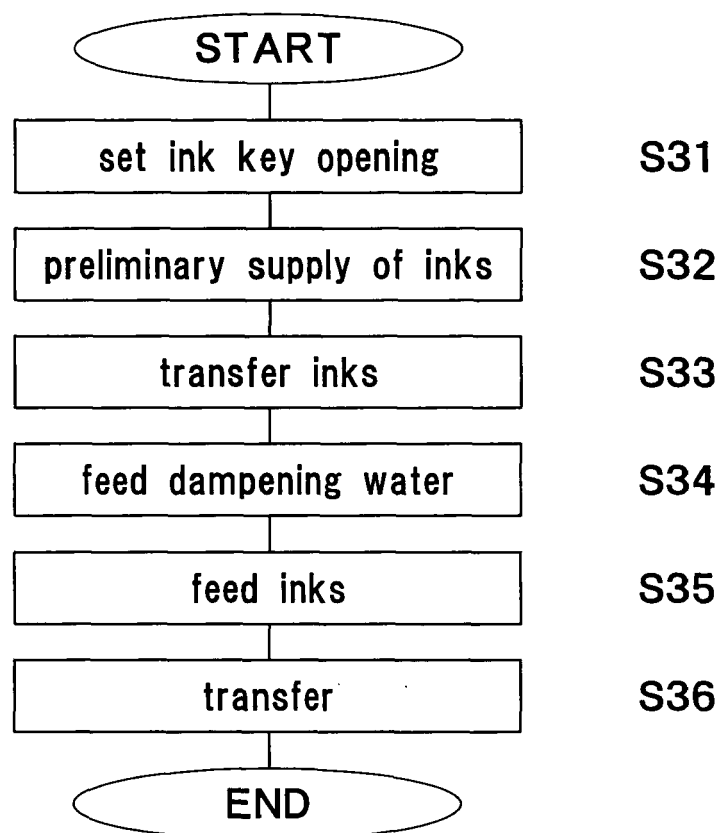 START
set ink key opening S31
preliminary supply of inks S32
transfer inks S33
feed dampening water S34
feed inks S35
transfer S36
END